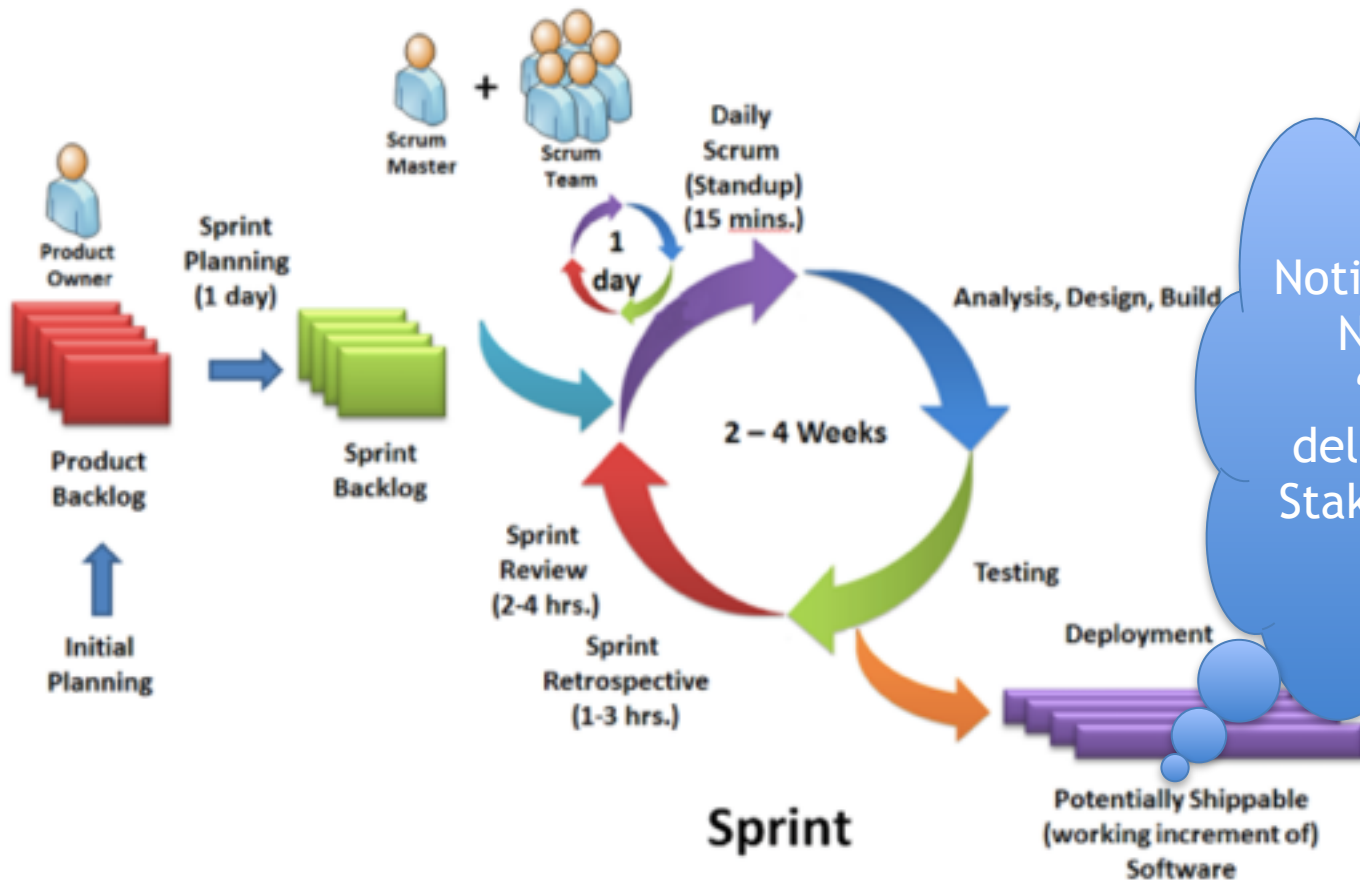 Scrum
Master
+
Scrum
Team
Daily
Scrum
(Standup)
(15 mins.)
1
day
Product
Owner
Sprint
Planning
(1 day)
Product
Backlog
Sprint
Backlog
Initial
Planning
2 – 4 Weeks
Analysis, Design, Build
Testing
Deployment
Sprint
Review
(2-4 hrs.)
Sprint
Retrospective
(1-3 hrs.)
Potentially Shippable
(working increment of)
Software
Sprint